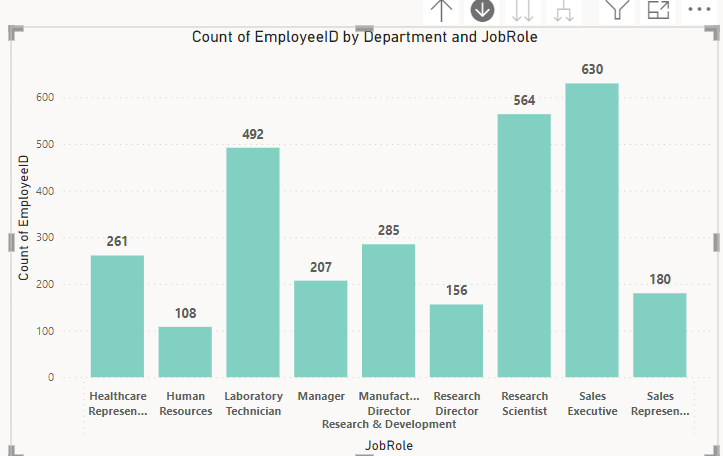 Count of EmployeeID by Department and JobRole
Count of EmployeeID
600
500
400
300
200
100
0
261
108
492
207
285
156
564
630
180
Healthcare
Represen...
Human
Resources
Laboratory
Technician
Manager
Manufact...
Director
Research
Director
Research
Scientist
Sales
Executive
Sales
Represen...
Research & Development
JobRole